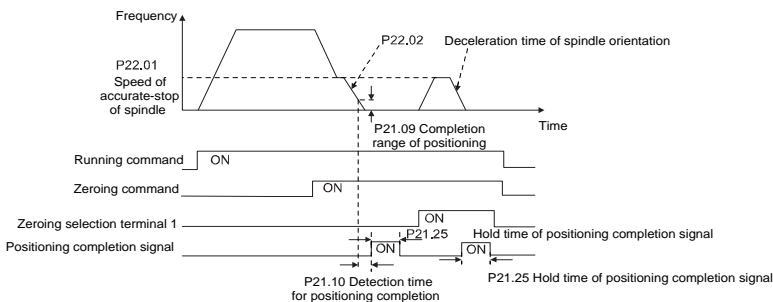 Frequency
P22.02
Deceleration time of spindle orientation
P22.01
Speed of
accurate-stop
of spindle
Time
P21.09 Completion
range of positioning
Running command
ON
Zeroing command
ON
Zeroing selection terminal 1
ON
P21.25
Hold time of positioning completion signal
Positioning completion signal
ON
ON
P21.10 Detection time
for positioning completion
P21.25 Hold time of positioning completion signal